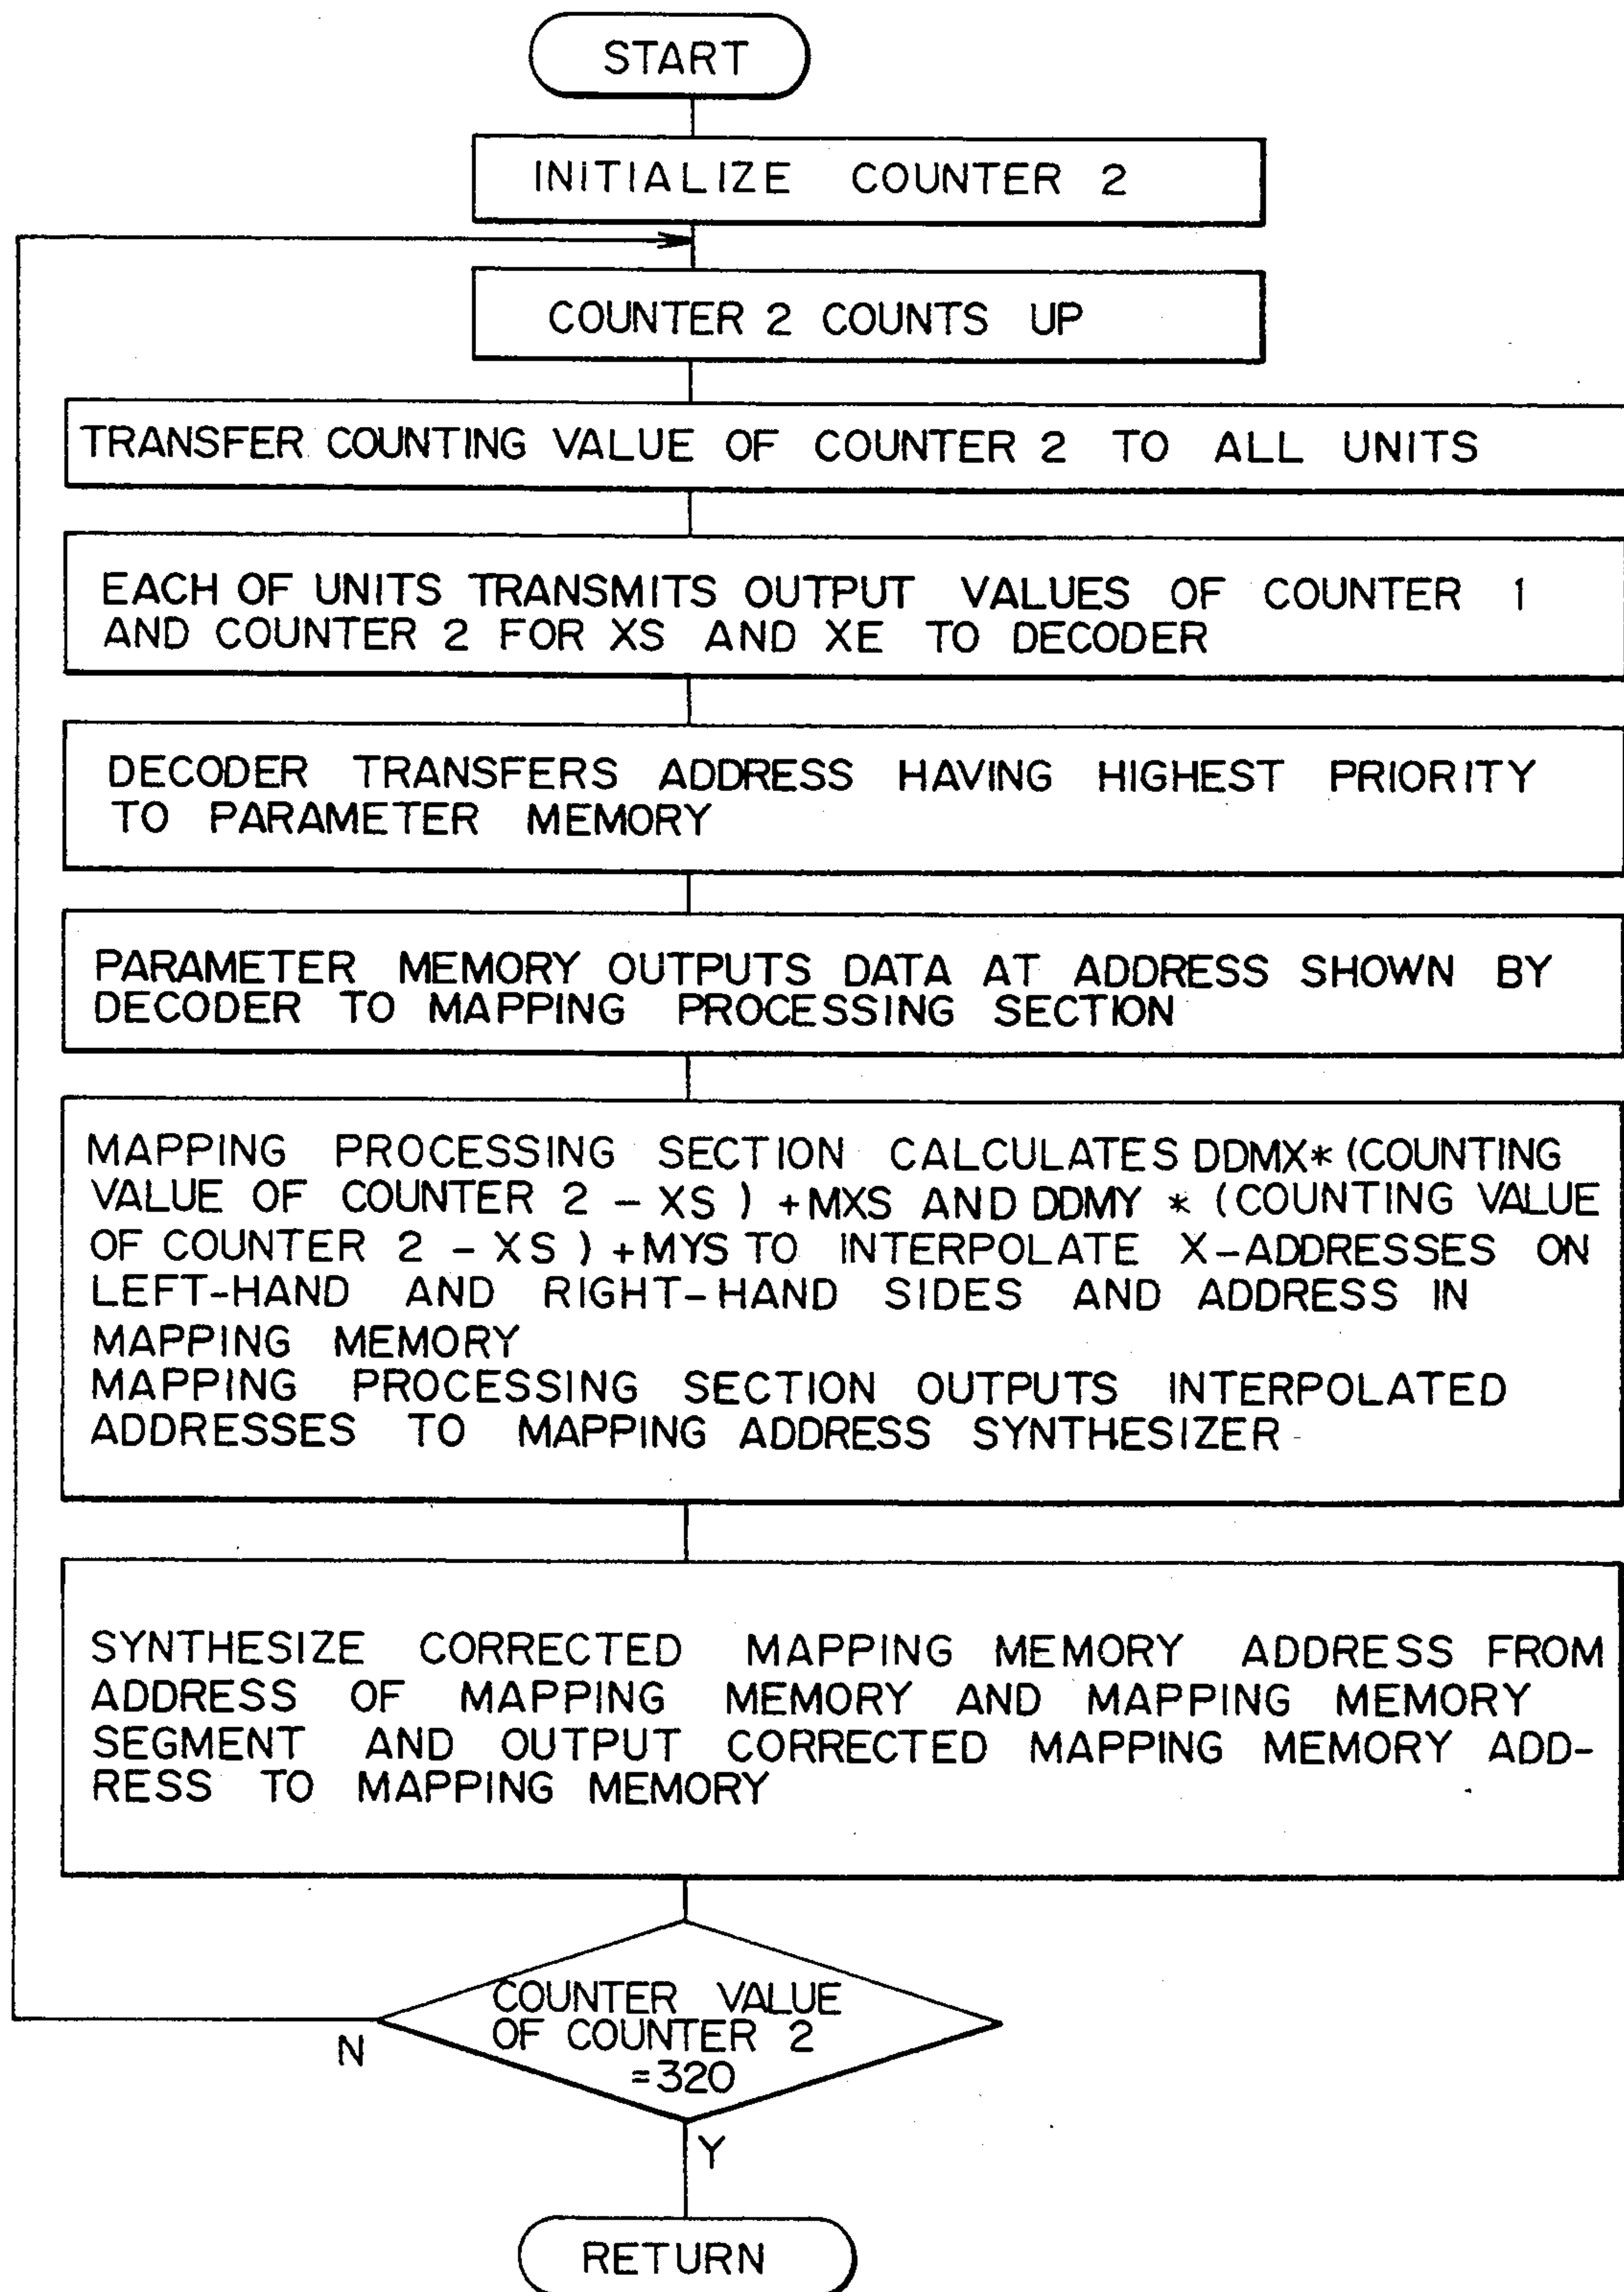 START
INITIALIZE COUNTER 2
COUNTER 2 COUNTS UP
TRANSFER COUNTING VALUE OF COUNTER 2 TO ALL UNITS
EACH OF UNITS TRANSMITS OUTPUT VALUES OF COUNTER 1
AND COUNTER 2 FOR XS AND XE TO DECODER
DECODER TRANSFERS ADDRESS HAVING HIGHEST PRIORITY
TO PARAMETER MEMORY
PARAMETER MEMORY OUTPUTS DATA AT ADDRESS SHOWN BY
DECODER TO MAPPING PROCESSING SECTION
MAPPING PROCESSING SECTION CALCULATES DDMX* (COUNTING
VALUE OF COUNTER 2 - XS ) +MXS AND DDMY * (COUNTING VALUE
OF COUNTER 2 - XS ) +MYS TO INTERPOLATE X-ADDRESSES ON
LEFT-HAND AND RIGHT-HAND SIDES AND ADDRESS IN
MAPPING MEMORY
MAPPING PROCESSING SECTION OUTPUTS INTERPOLATED
ADDRESSES TO MAPPING ADDRESS SYNTHESIZER
SYNTHESIZE CORRECTED MAPPING MEMORY ADDRESS FROM
ADDRESS OF MAPPING MEMORY AND MAPPING MEMORY
SEGMENT AND OUTPUT CORRECTED MAPPING MEMORY ADD-
RESS TO MAPPING MEMORY
COUNTER VALUE
OF COUNTER 2
=320
N
Y
RETURN